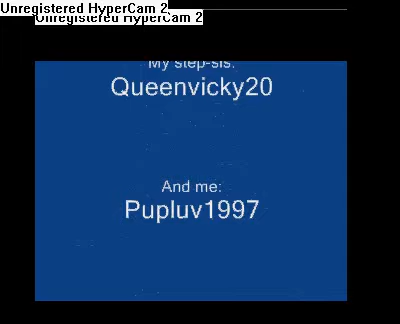 Unregistered HyperCam 2
Unregistered HyperCam 2
My step-sis:
Queenvicky20
And me:
Pupluv1997